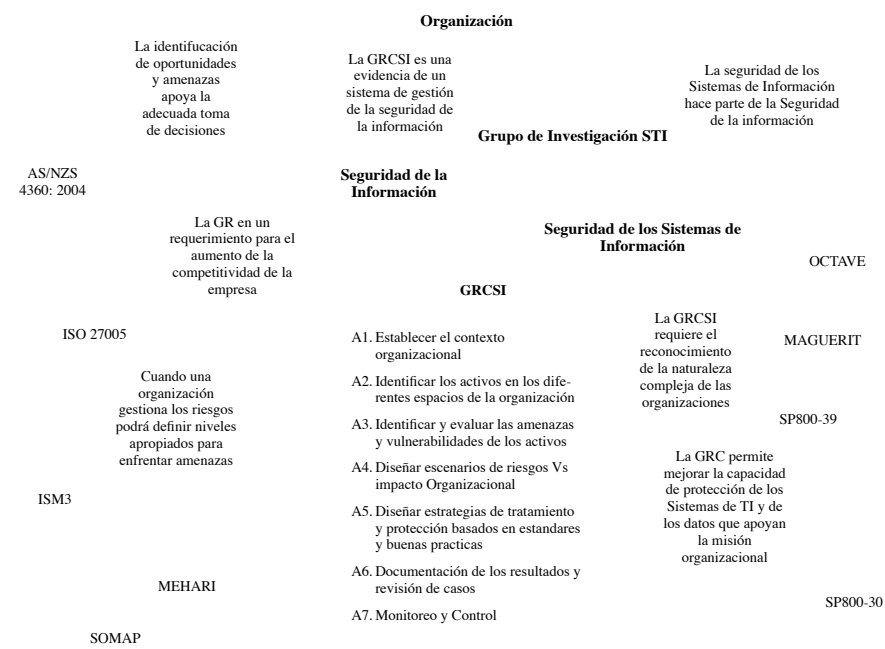 Organización
La identifucación
de oportunidades
y amenazas
apoya la
adecuada toma
de decisiones
La GRCSI es una
evidencia de un
sistema de gestión
de la seguridad de
la información
La seguridad de los
Sistemas de Información
hace parte de la Seguridad
de la información
Grupo de Investigación STI
AS/NZS
4360: 2004
Seguridad de la
Información
La GR en un
requerimiento para el
aumento de la
competitividad de la
empresa
Seguridad de los Sistemas de
Información
OCTAVE
GRCSI
ISO 27005
A1. Establecer el contexto
organizacional
A2. Identificar los activos en los dife-
rentes espacios de la organización
A3. Identificar y evaluar las amenazas
y vulnerabilidades de los activos
A4. Diseñar escenarios de riesgos Vs
impacto Organizacional
A5. Diseñar estrategias de tratamiento
y protección basados en estandares
y buenas practicas
A6. Documentación de los resultados y
revisión de casos
A7. Monitoreo y Control
La GRCSI
requiere el
reconocimiento
de la naturaleza
compleja de las
organizaciones
MAGUERIT
Cuando una
organización
gestiona los riesgos
podrá definir niveles
apropiados para
enfrentar amenazas
SP800-39
La GRC permite
mejorar la capacidad
de protección de los
Sistemas de TI y de
los datos que apoyan
la misión
organizacional
ISM3
MEHARI
SP800-30
SOMAP